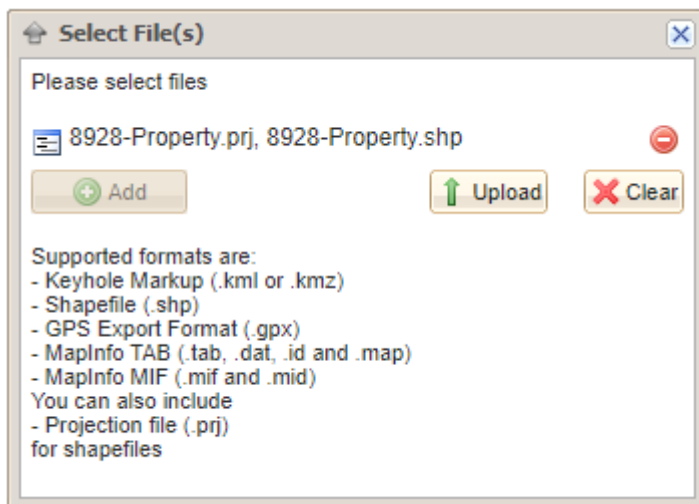 Select File(s)
Please select files
8928-Property.prj, 8928-Property.shp
Add
Upload
Clear
Supported formats are:
- Keyhole Markup (.kml or .kmz)
- Shapefile (.shp)
- GPS Export Format (.gpx)
- MapInfo TAB (.tab, .dat, .id and .map)
- MapInfo MIF (.mif and .mid)
You can also include
- Projection file (.prj)
for shapefiles